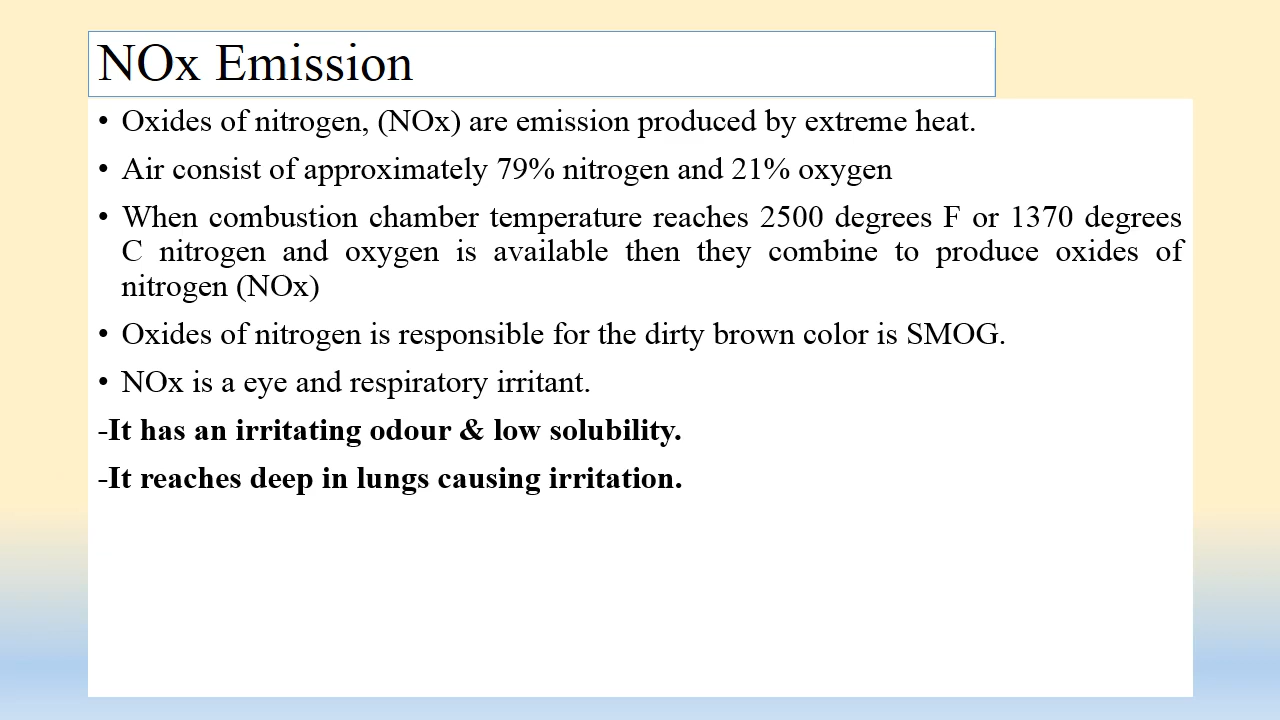 NOx Emission
• Oxides of nitrogen, (NOx) are emission produced by extreme heat.
• Air consist of approximately 79% nitrogen and 21% oxygen
• When combustion chamber temperature reaches 2500 degrees F or 1370 degrees
C nitrogen and oxygen is available then they combine to produce oxides of
nitrogen (NOx)
• Oxides of nitrogen is responsible for the dirty brown color is SMOG.
• NOx is a eye and respiratory irritant.
-It has an irritating odour & low solubility.
-It reaches deep in lungs causing irritation.